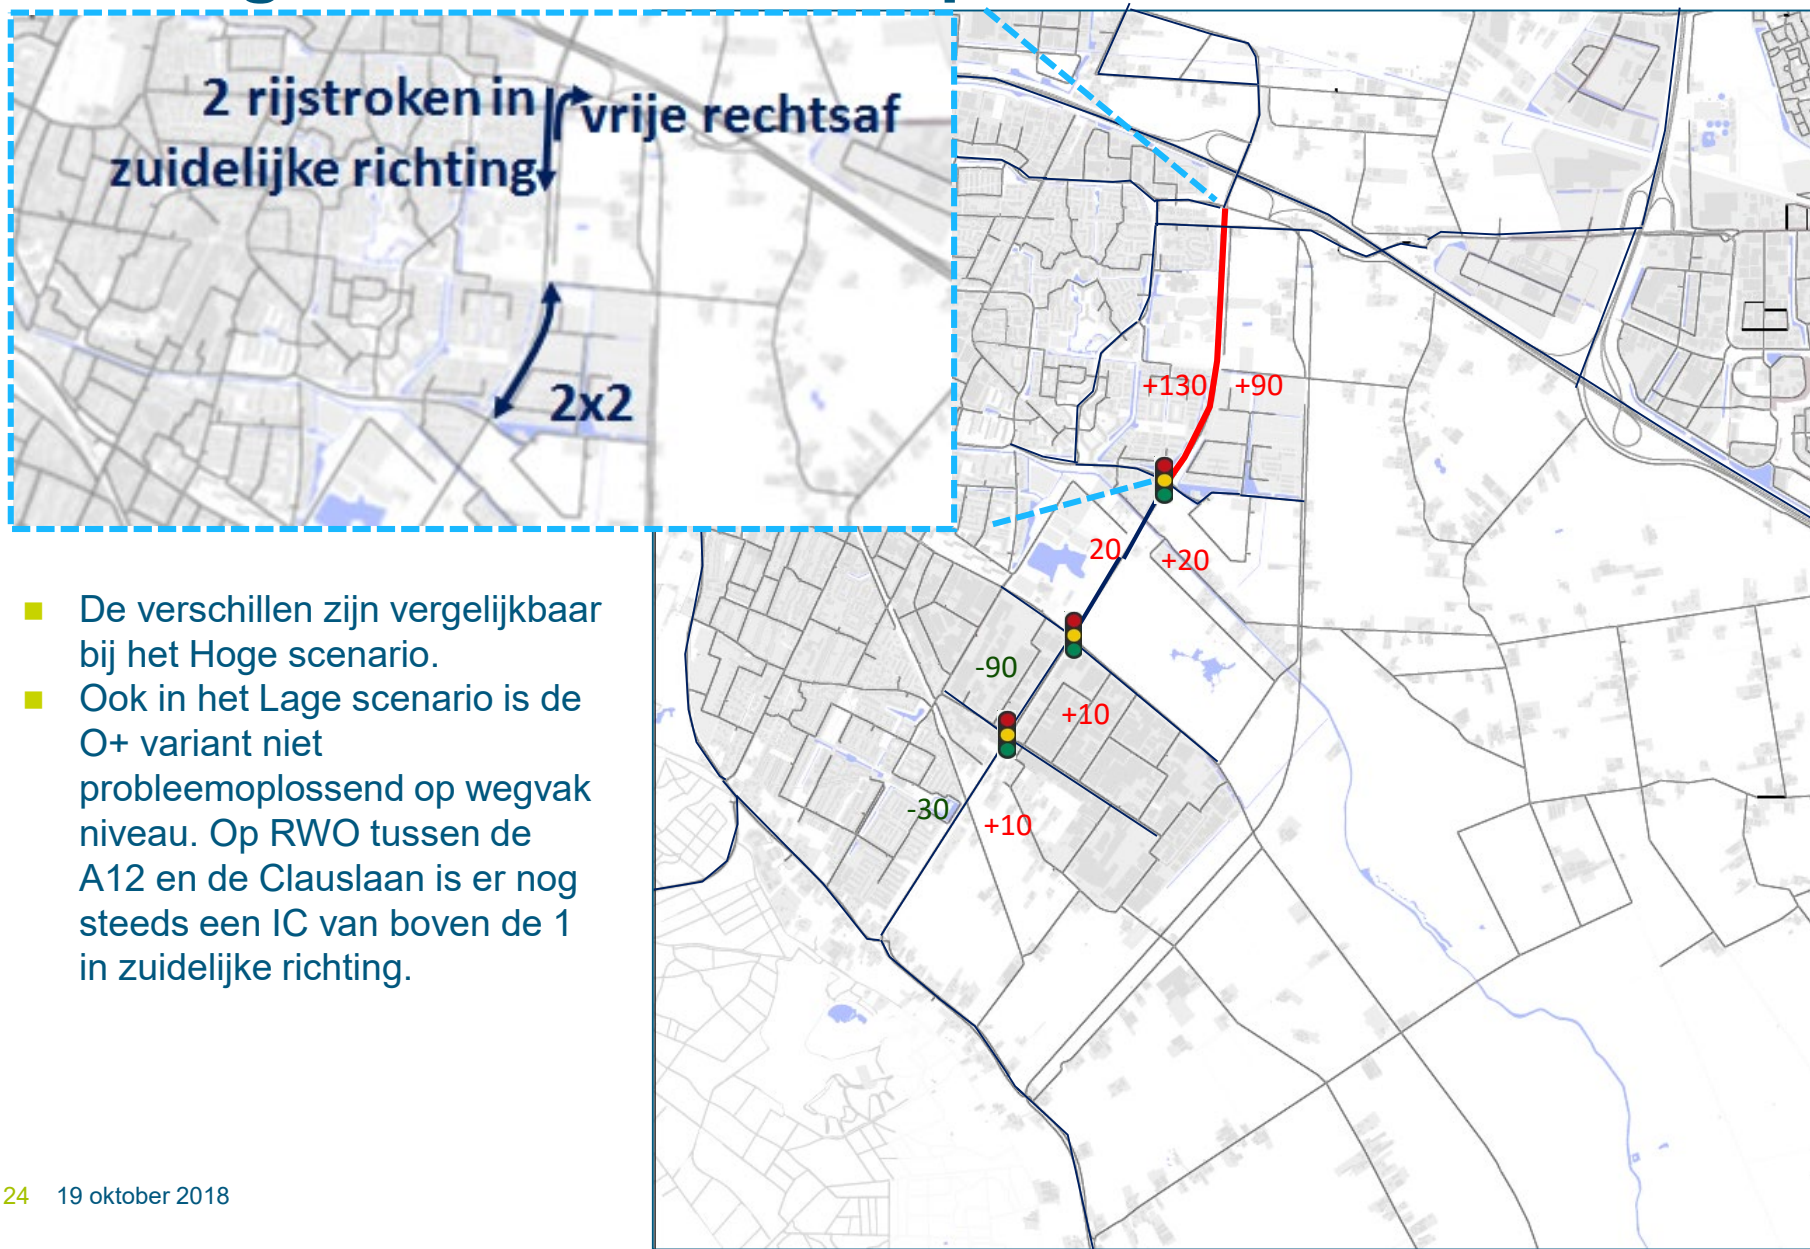 2 rijstroken in
zuidelijke richting
vrije rechtsaf
2x2
+130
+90
20
+20
-90
+10
-30
+10
De verschillen zijn vergelijkbaar
bij het Hoge scenario.
Ook in het Lage scenario is de
O+ variant niet
probleemoplossend op wegvak
niveau. Op RWO tussen de
A12 en de Clauslaan is er nog
steeds een IC van boven de 1
in zuidelijke richting.
24 19 oktober 2018